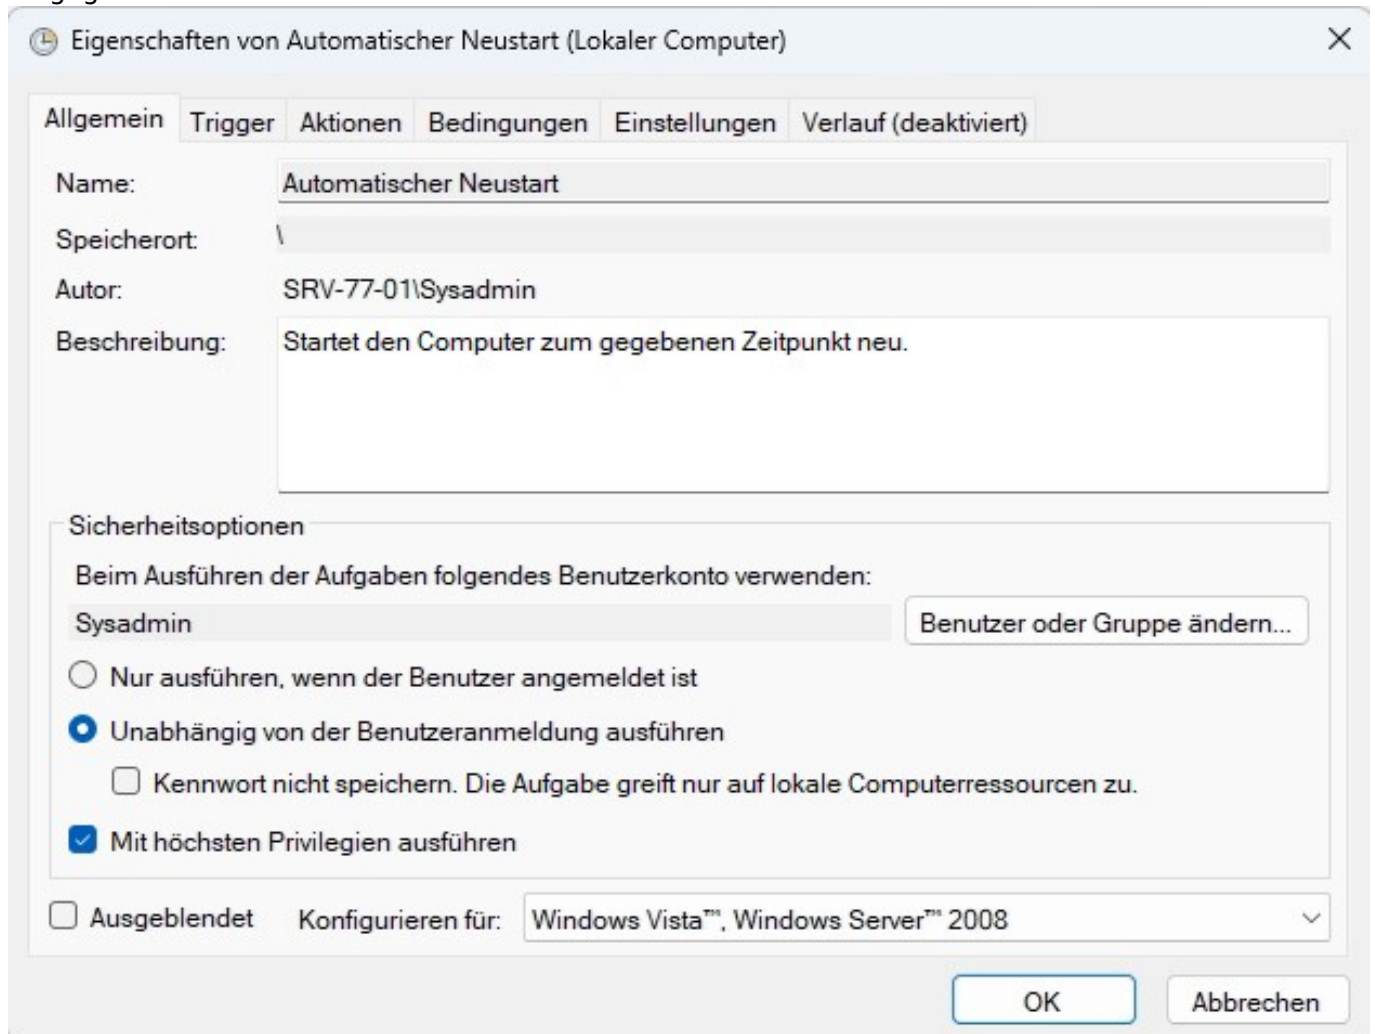 Eigenschaften von Automatischer Neustart (Lokaler Computer)
Allgemein Trigger Aktionen Bedingungen Einstellungen Verlauf (deaktiviert)
Name: Automatischer Neustart
Speicherort: \
Autor: SRV-77-01\Sysadmin
Beschreibung: Startet den Computer zum gegebenen Zeitpunkt neu.
Sicherheitsoptionen
Beim Ausführen der Aufgaben folgendes Benutzerkonto verwenden:
Sysadmin Benutzer oder Gruppe ändern...
Nur ausführen, wenn der Benutzer angemeldet ist
Unabhängig von der Benutzeranmeldung ausführen
Kennwort nicht speichern. Die Aufgabe greift nur auf lokale Computerressourcen zu.
Mit höchsten Privilegien ausführen
Ausgeblendet Konfigurieren für: Windows Vista™, Windows Server™ 2008
OK Abbrechen